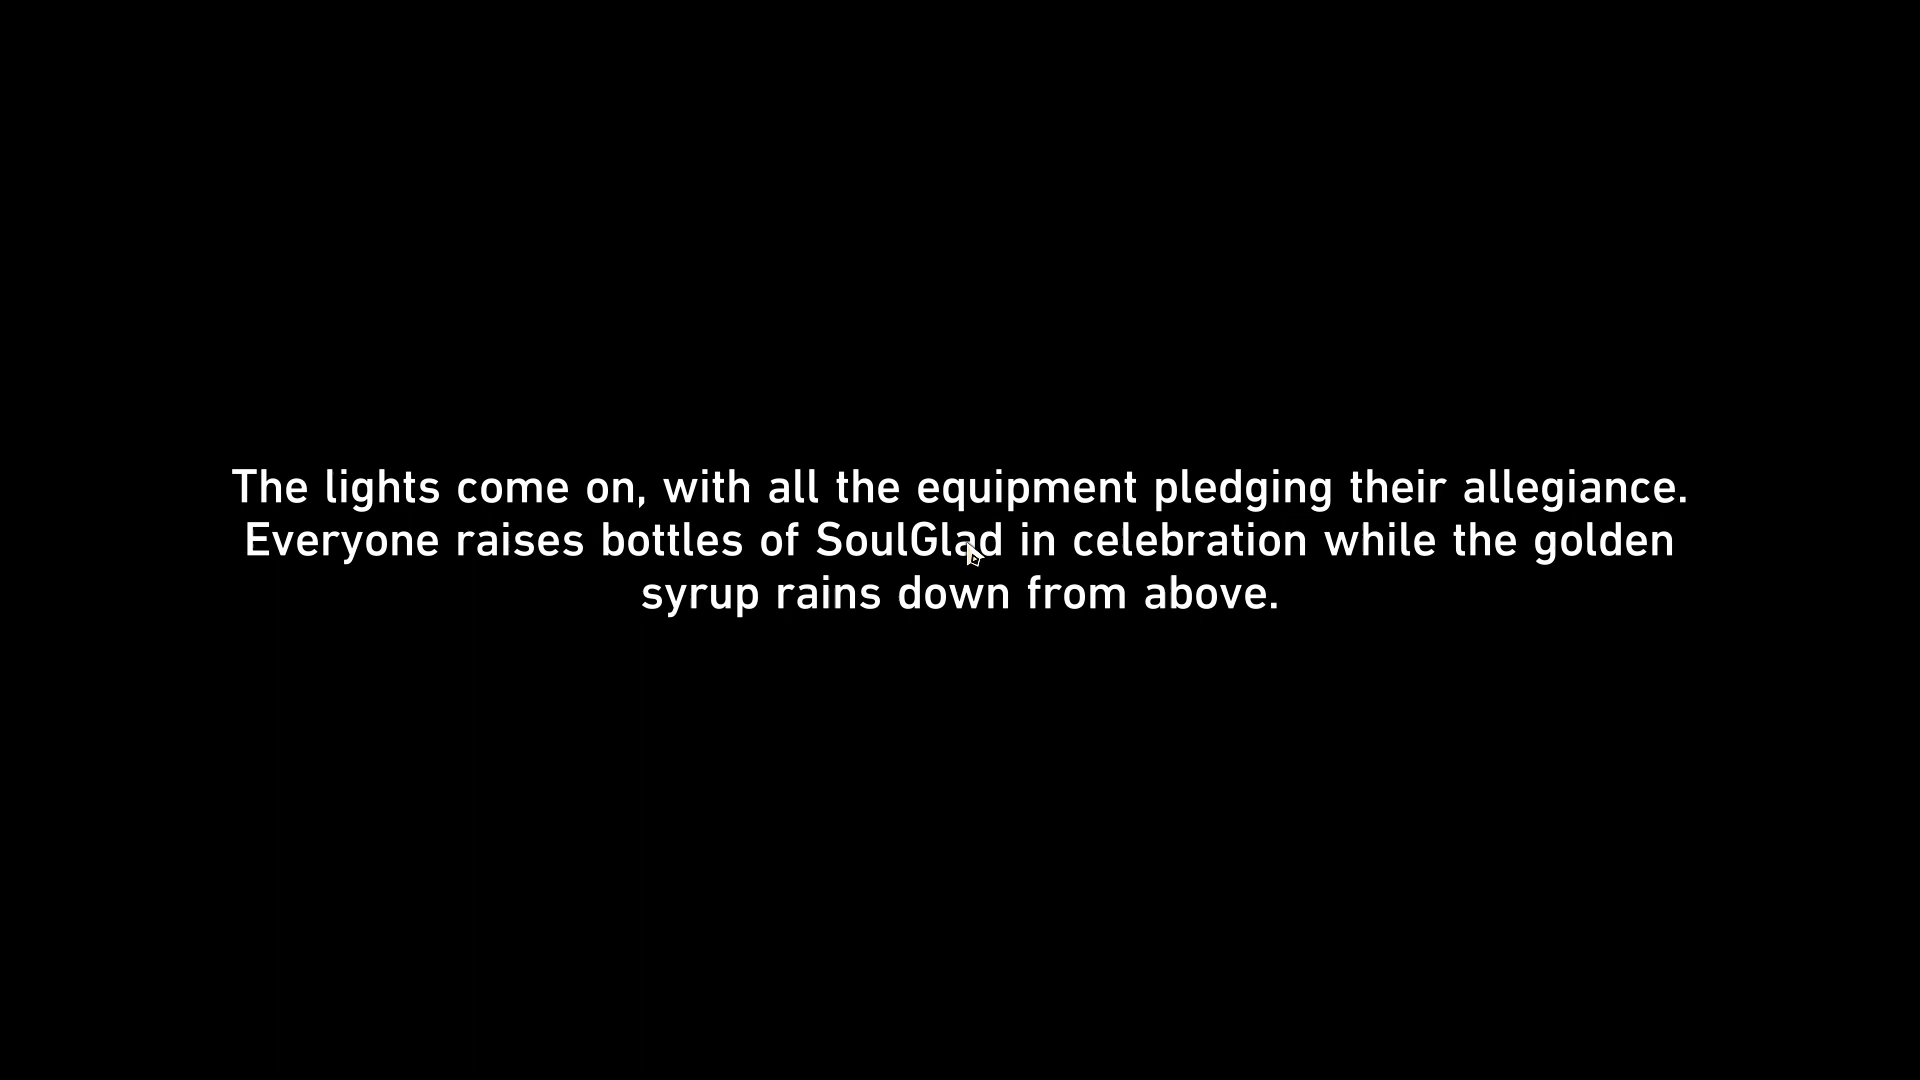 The lights come on, with all the equipment pledging their allegiance.
Everyone raises bottles of SoulGlad in celebration while the golden
syrup rains down from above.